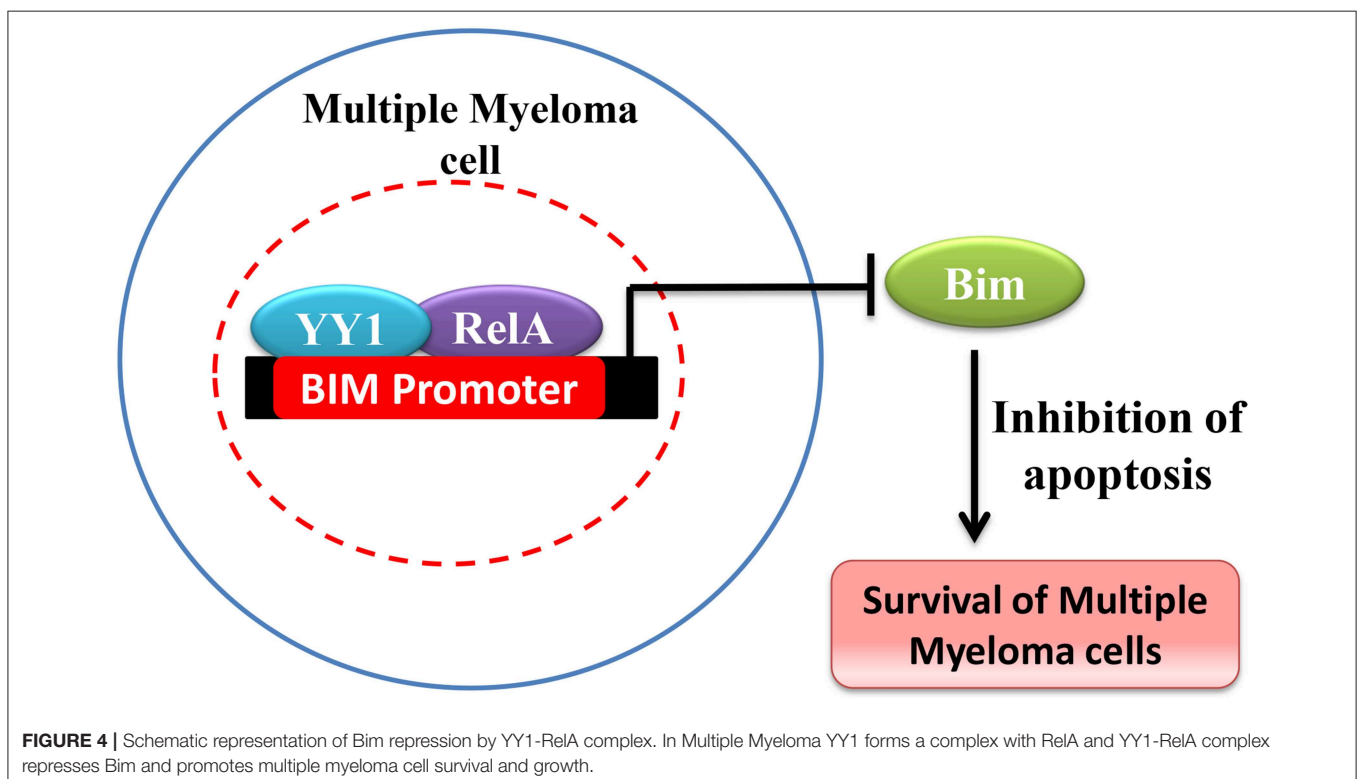 Multiple Myeloma
cell
YY1
RelA
BIM Promoter
Bim
Inhibition of
apoptosis
Survival of Multiple
Myeloma cells
FIGURE 4 | Schematic representation of Bim repression by YY1-RelA complex. In Multiple Myeloma YY1 forms a complex with RelA and YY1-RelA complex
represses Bim and promotes multiple myeloma cell survival and growth.